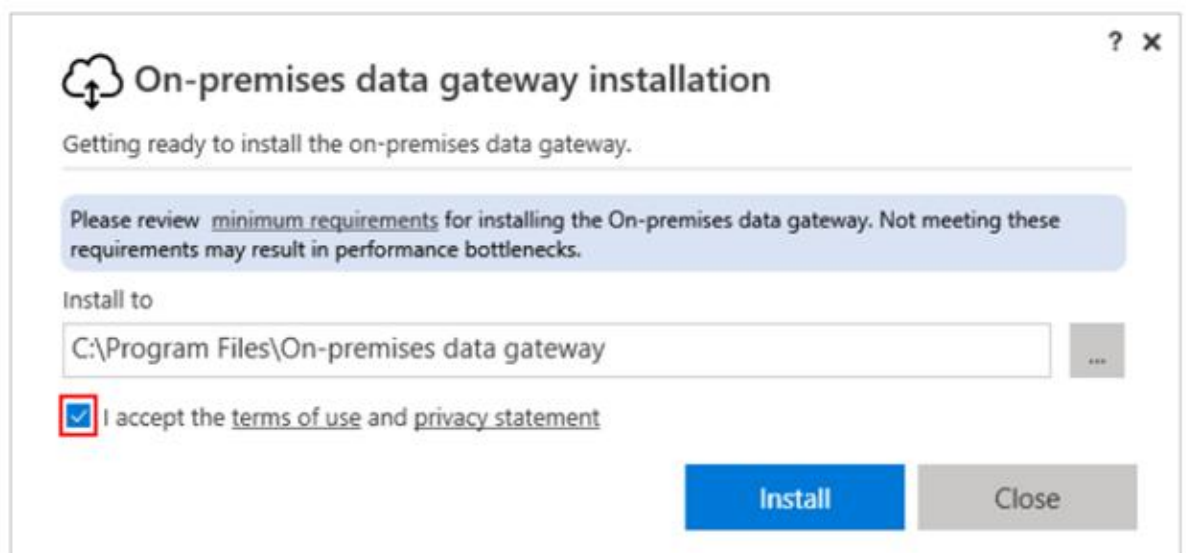 ? ×
On-premises data gateway installation
Getting ready to install the on-premises data gateway.
Please review minimum requirements for installing the On-premises data gateway. Not meeting these
requirements may result in performance bottlenecks.
Install to
C:\Program Files\On-premises data gateway
...
I accept the terms of use and privacy statement
Install Close